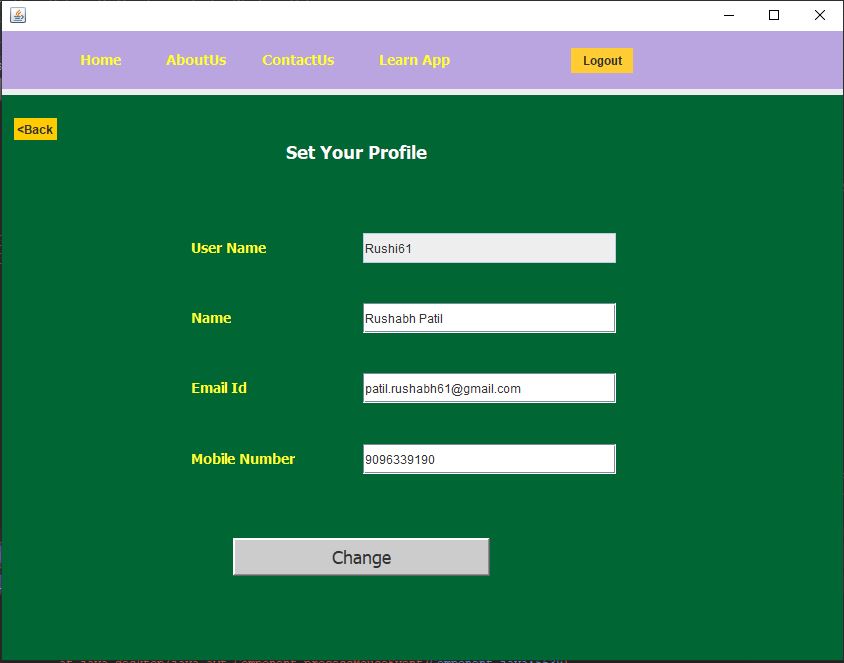 Home AboutUs ContactUs Learn App Logout
<Back
Set Your Profile
User Name Rushi61
Name Rushabh Patil
Email Id patil.rushabh61@gmail.com
Mobile Number 9096339190
Change